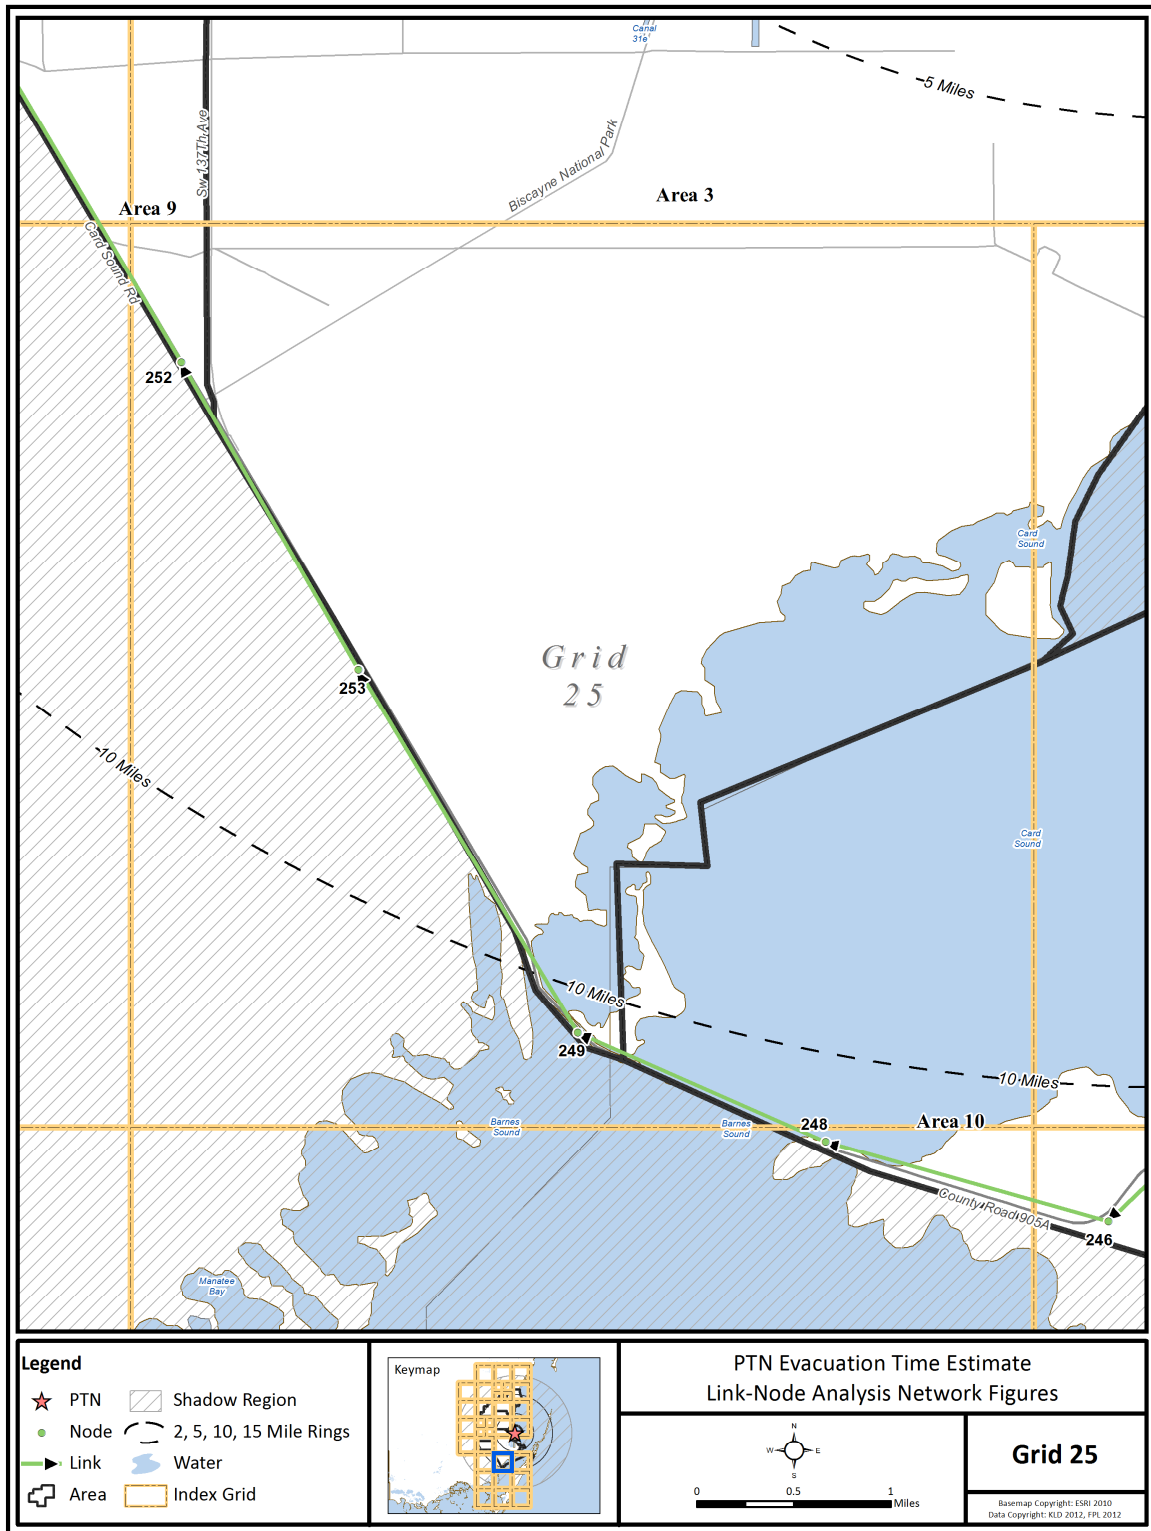 Canal
31e
5 Miles
Sw 137Th Ave
Biscayne National Park
Area 9
Area 3
Card Sound Rd
252
Card
Sound
Grid
25
253
10 Miles
Card
Sound
10 Miles
249
10 Miles
Barnes
Sound
Barnes
Sound
248
Area 10
County Road 905A
246
Manatee
Bay
Legend
PTN
Shadow Region
Node
2, 5, 10, 15 Mile Rings
Link
Water
Area
Index Grid
Keymap
PTN Evacuation Time Estimate
Link-Node Analysis Network Figures
N
W E
S
0 0.5 1
Miles
Grid 25
Basemap Copyright: ESRI 2010
Data Copyright: KLD 2012, FPL 2012